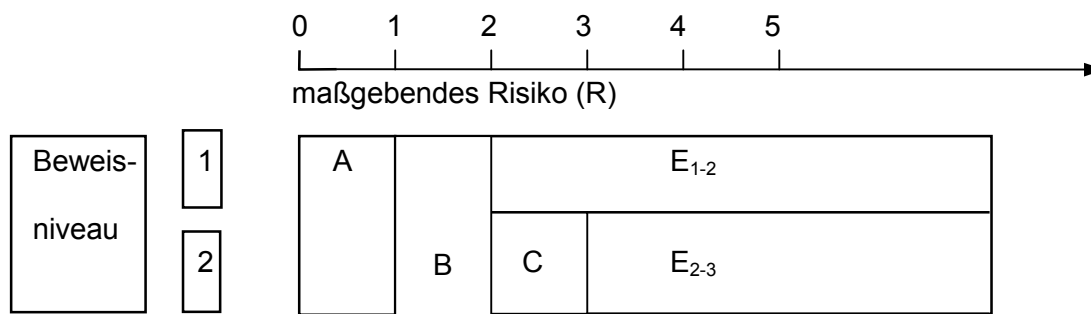 0 1 2 3 4 5
maßgebendes Risiko (R)
Beweis- 1 A E₁₋₂
niveau
2 B C E₂₋₃